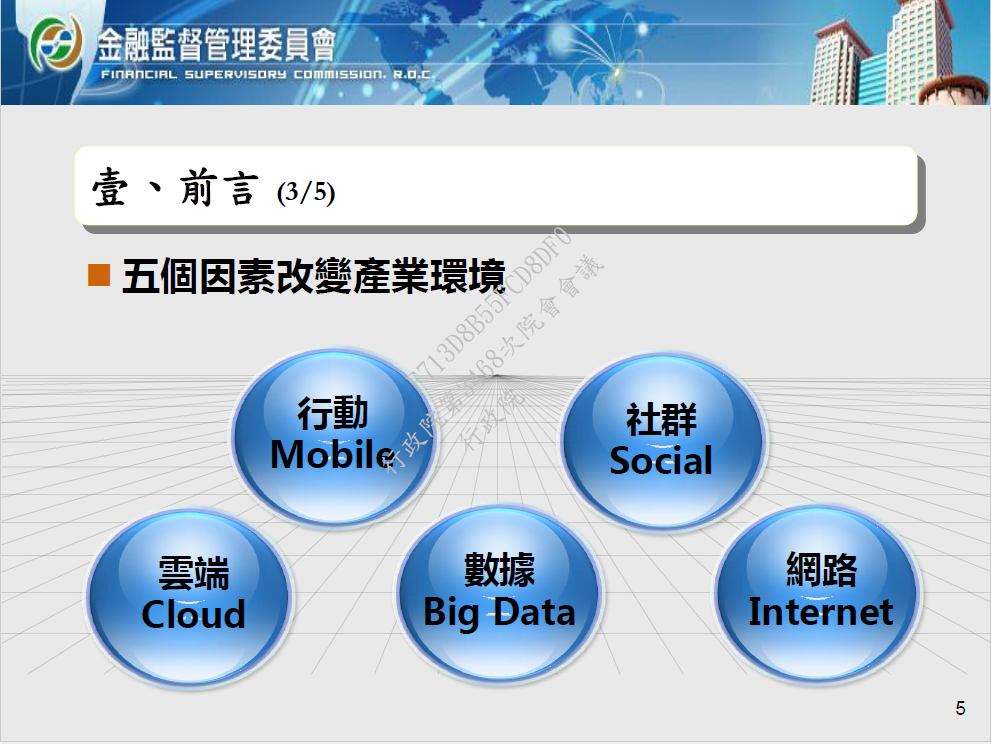 金融監督管理委員會
FINANCIAL SUPERVISORY COMMISSION, R.O.C.
壹、前言 (3/5)
五個因素改變產業環境
行政院第3468次院會會議
行政院
行動
Mobile
社群
Social
雲端
Cloud
數據
Big Data
網路
Internet
5